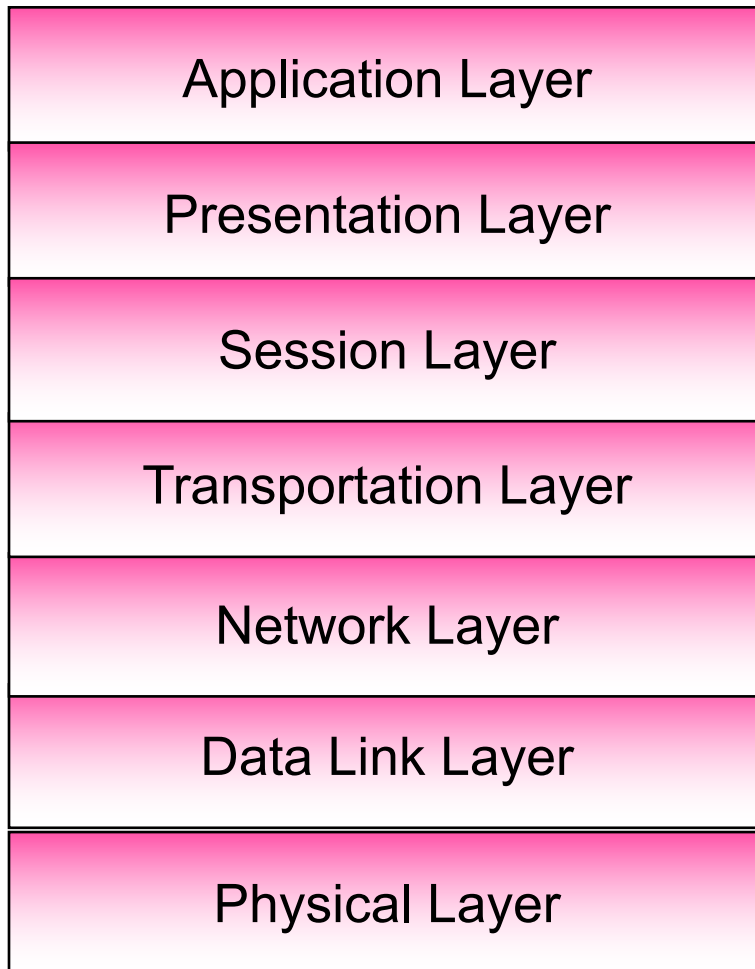 Application Layer
Presentation Layer
Session Layer
Transportation Layer
Network Layer
Data Link Layer
Physical Layer